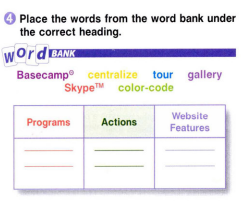 4 Place the words from the word bank under
the correct heading.
Word BANK
Basecamp® centralize tour gallery
Skype™ color-code
Programs Actions Website
Features